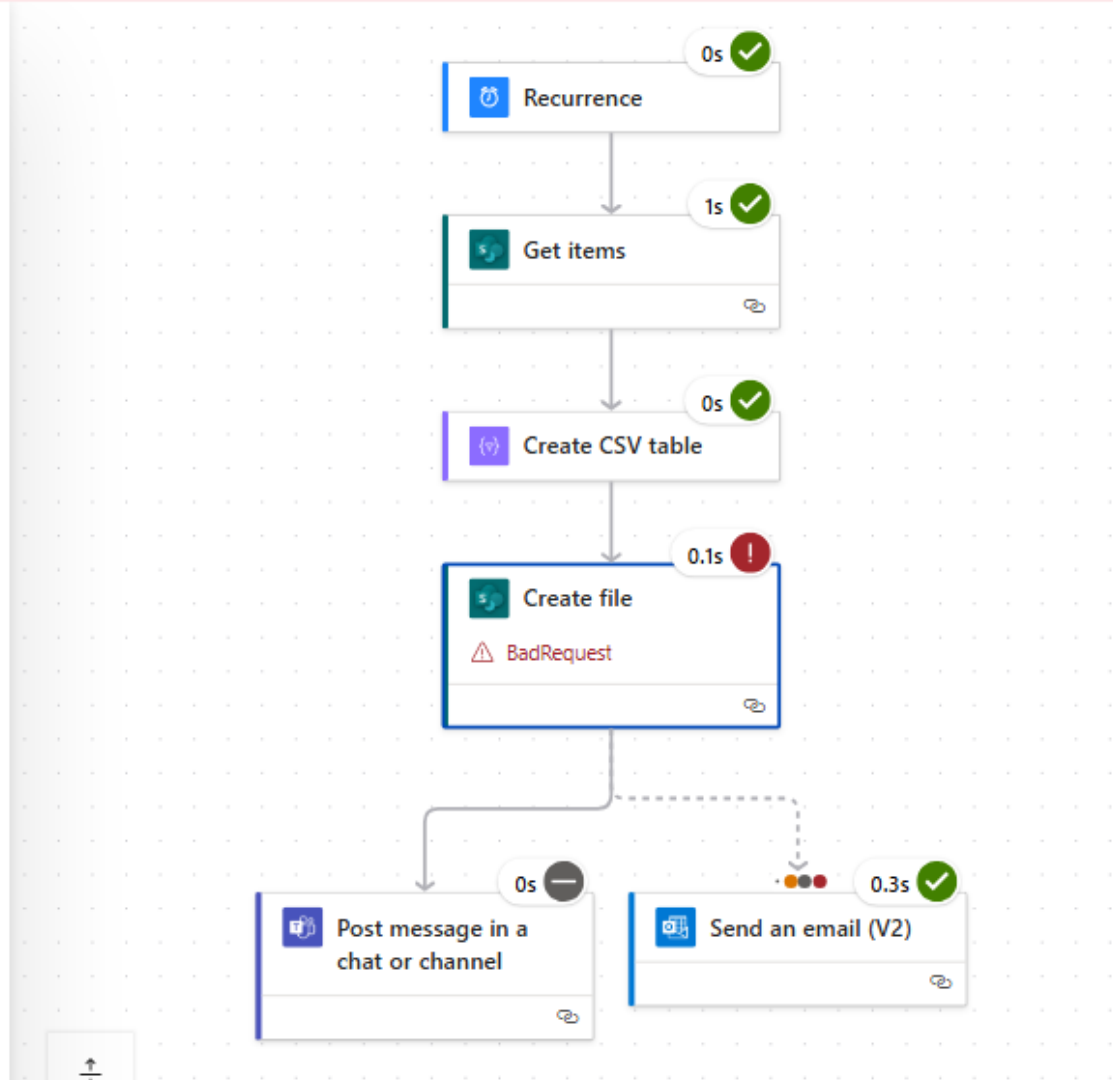 0s
Recurrence
1s
Get items
0s
Create CSV table
0.1s
Create file
BadRequest
0s
Post message in a
chat or channel
0.3s
Send an email (V2)